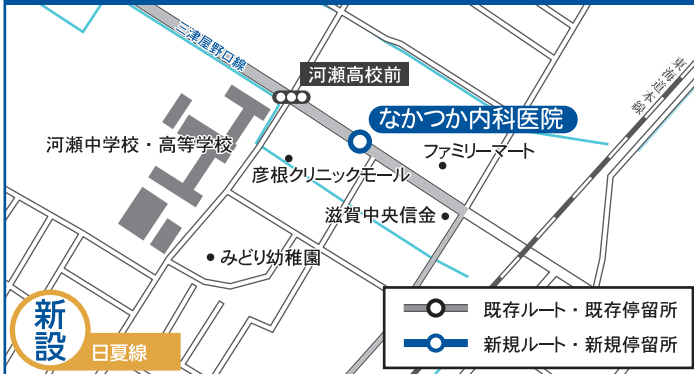 三津屋野口線
河瀬高校前
東海道本線
なかつか内科医院
河瀬中学校・高等学校
ファミリーマート
彦根クリニックモール
滋賀中央信金
みどり幼稚園
新設
日夏線
既存ルート・既存停留所
新規ルート・新規停留所